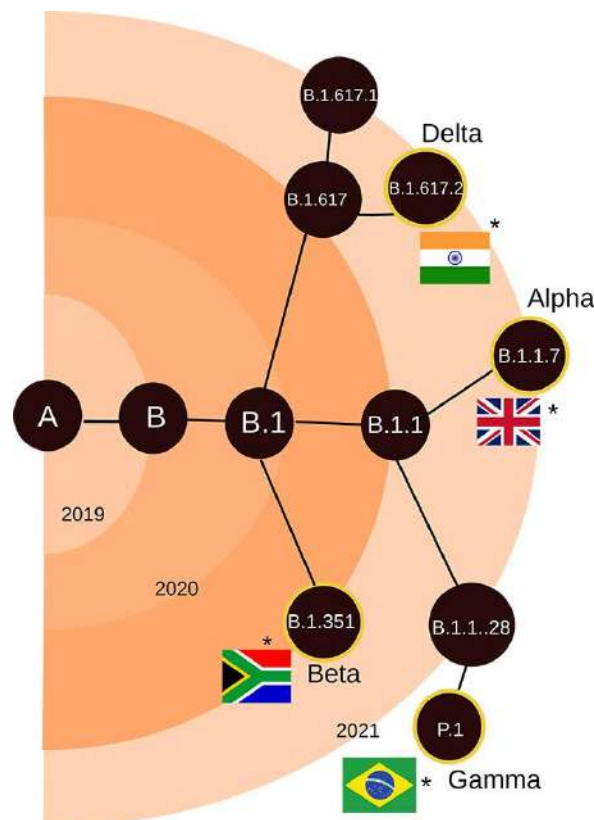 B.1.617.1
Delta
B.1.617
B.1.617.2
*
Alpha
B.1.1.7
*
A
B
B.1
B.1.1
2019
2020
B.1.351
*
Beta
B.1.1..28
2021
P.1
*
Gamma